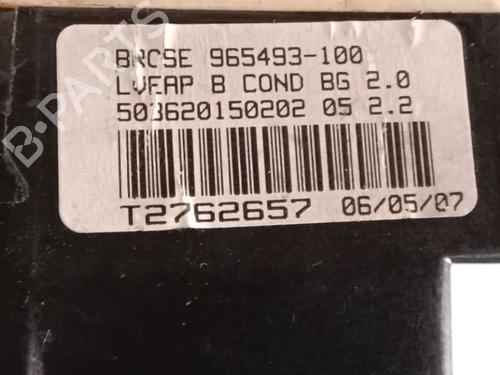 BRCSE 965493-100
LVEAP B COND BG 2.0
503620150202 05 2.2
T2762657 06/05/07
B-Parts